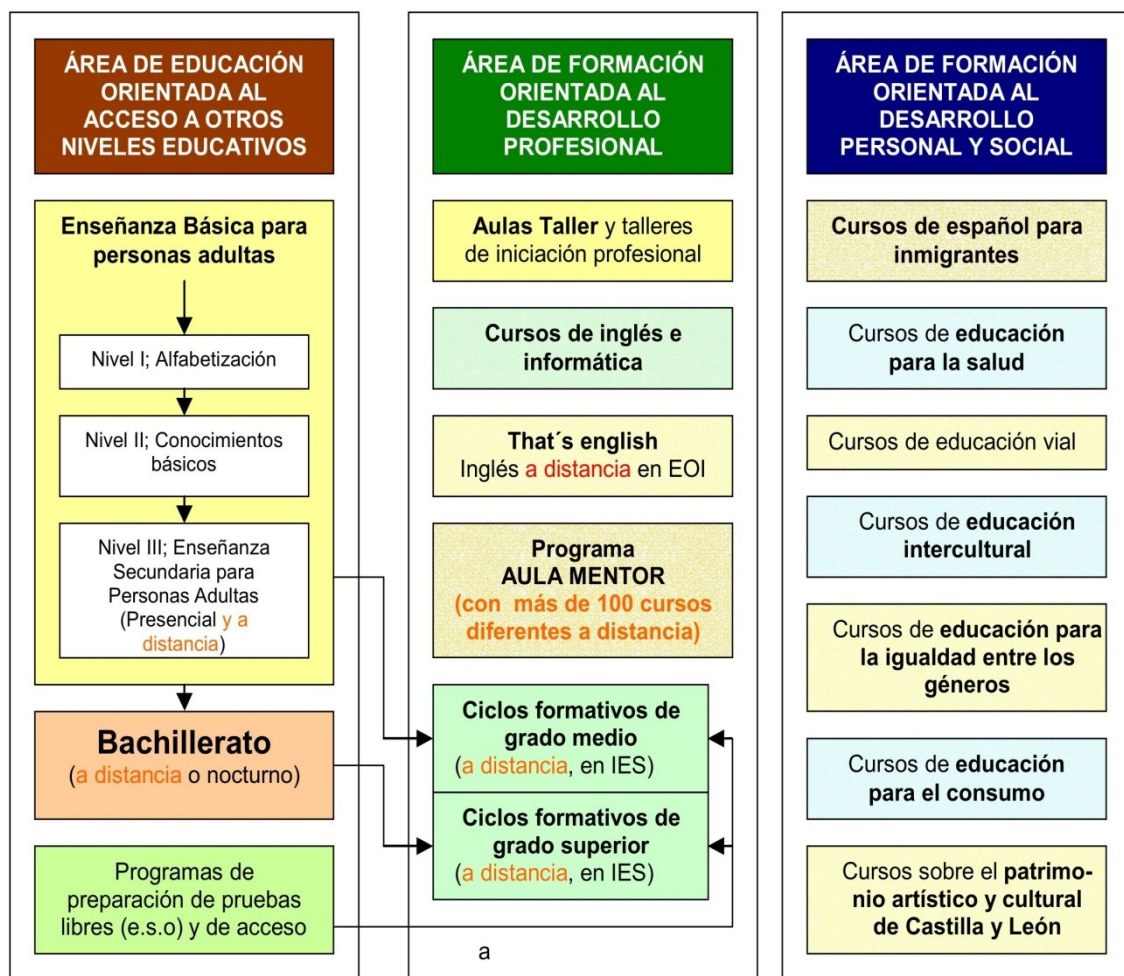 ÁREA DE EDUCACIÓN
ORIENTADA AL
ACCESO A OTROS
NIVELES EDUCATIVOS
Enseñanza Básica para
personas adultas
Nivel I; Alfabetización
Nivel II; Conocimientos
básicos
Nivel III; Enseñanza
Secundaria para
Personas Adultas
(Presencial y a
distancia)
Bachillerato
(a distancia o nocturno)
Programas de
preparación de pruebas
libres (e.s.o) y de acceso
ÁREA DE FORMACIÓN
ORIENTADA AL
DESARROLLO
PROFESIONAL
Aulas Taller y talleres
de iniciación profesional
Cursos de inglés e
informática
That´s english
Inglés a distancia en EOI
Programa
AULA MENTOR
(con más de 100 cursos
diferentes a distancia)
Ciclos formativos de
grado medio
(a distancia, en IES)
Ciclos formativos de
grado superior
(a distancia, en IES)
a
ÁREA DE FORMACIÓN
ORIENTADA AL
DESARROLLO
PERSONAL Y SOCIAL
Cursos de español para
inmigrantes
Cursos de educación
para la salud
Cursos de educación vial
Cursos de educación
intercultural
Cursos de educación para
la igualdad entre los
géneros
Cursos de educación
para el consumo
Cursos sobre el patrimo-
nio artístico y cultural
de Castilla y León